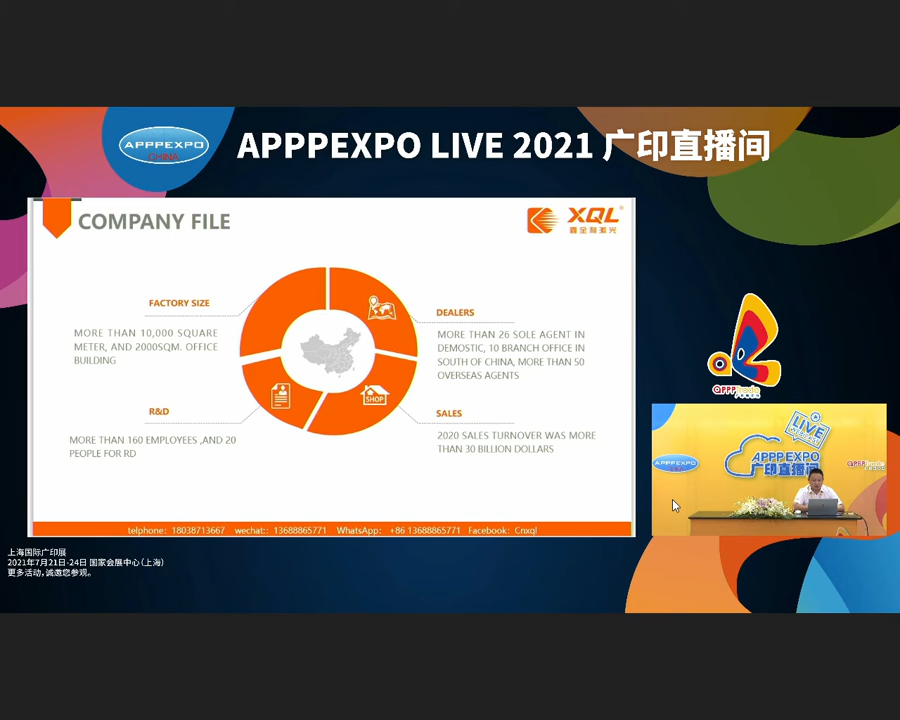 APPPEXPO
CHINA
APPPEXPO LIVE 2021 广印直播间
COMPANY FILE
XQL®
鑫全利激光
FACTORY SIZE
MORE THAN 10,000 SQUARE
METER, AND 2000SQM. OFFICE
BUILDING
DEALERS
MORE THAN 26 SOLE AGENT IN
DEMOSTIC, 10 BRANCH OFFICE IN
SOUTH OF CHINA, MORE THAN 50
OVERSEAS AGENTS
R&D
MORE THAN 160 EMPLOYEES ,AND 20
PEOPLE FOR RD
SHOP
SALES
2020 SALES TURNOVER WAS MORE
THAN 30 BILLION DOLLARS
telphone: 18038713667 wechat:: 13688865771 WhatsApp: +86 13688865771 Facebook: Cnxql
APPPTrade
LIVE
APPPEXPO
广印直播间
APPPEXPO
APPPTrade
上海国际广印展
2021年7月21日-24日 国家会展中心(上海)
更多活动,诚邀您参观。